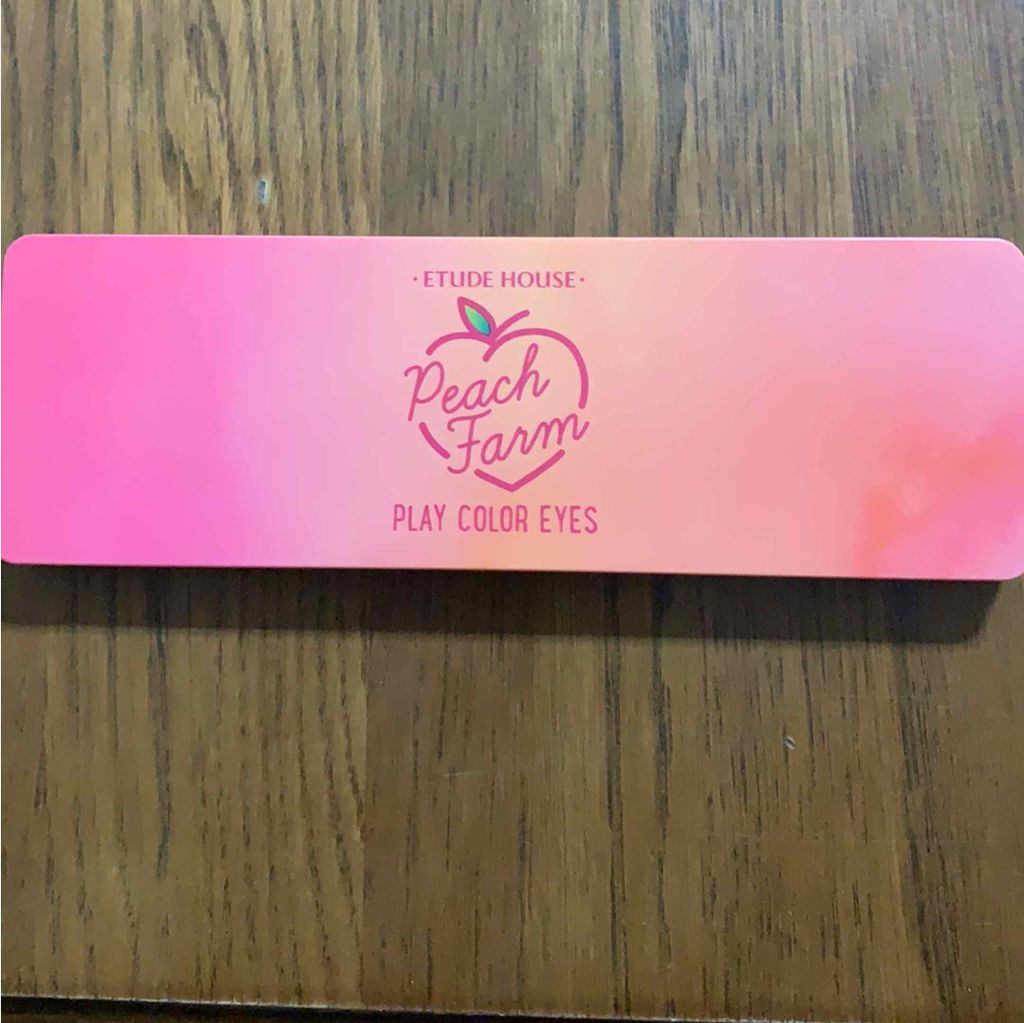 · ETUDE HOUSE ·
Peach
Farm
PLAY COLOR EYES